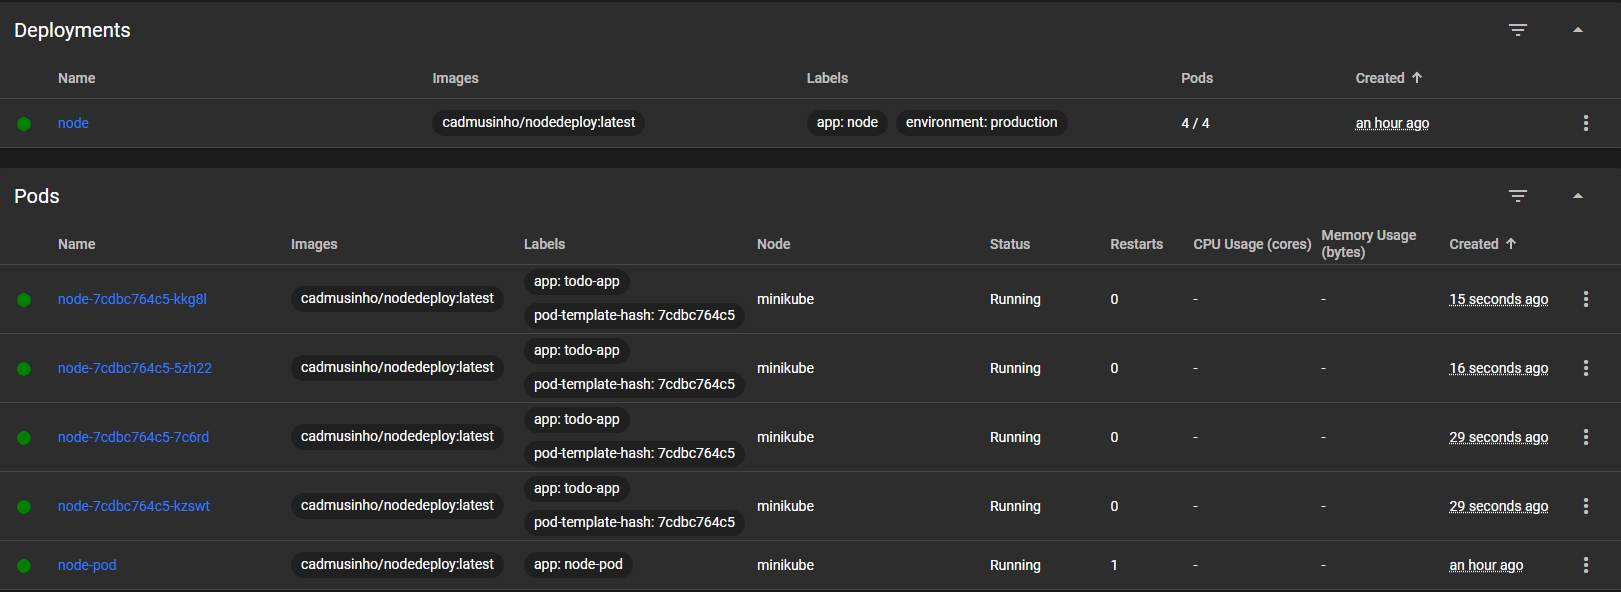 Deployments
Name Images Labels Pods Created
node cadmusinho/nodedeploy:latest app: node environment: production 4 / 4 an hour ago
Pods
Name Images Labels Node Status Restarts CPU Usage (cores) Memory Usage (bytes) Created
node-7cdbc764c5-kkg8l cadmusinho/nodedeploy:latest app: todo-app pod-template-hash: 7cdbc764c5 minikube Running 0 - - 15 seconds ago
node-7cdbc764c5-5zh22 cadmusinho/nodedeploy:latest app: todo-app pod-template-hash: 7cdbc764c5 minikube Running 0 - - 16 seconds ago
node-7cdbc764c5-7c6rd cadmusinho/nodedeploy:latest app: todo-app pod-template-hash: 7cdbc764c5 minikube Running 0 - - 29 seconds ago
node-7cdbc764c5-kzswt cadmusinho/nodedeploy:latest app: todo-app pod-template-hash: 7cdbc764c5 minikube Running 0 - - 29 seconds ago
node-pod cadmusinho/nodedeploy:latest app: node-pod minikube Running 1 - - an hour ago